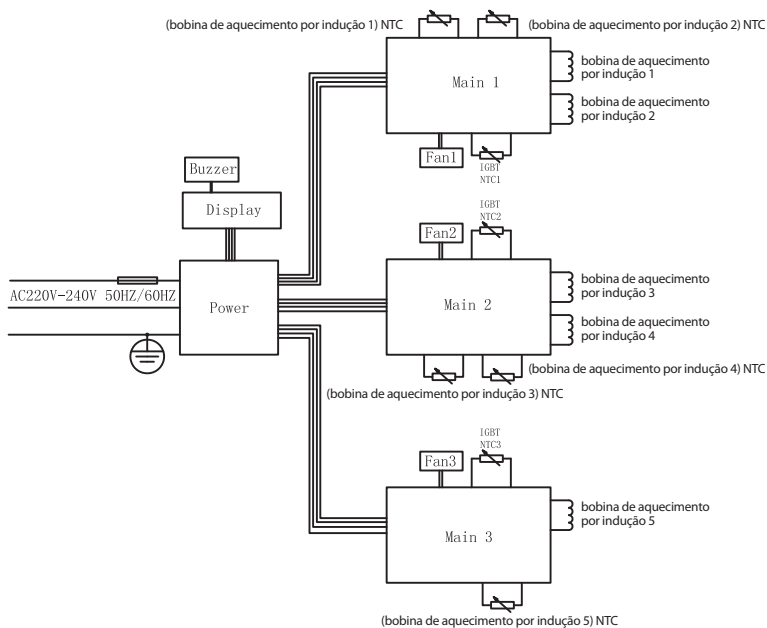 (bobina de aquecimento por indução 1) NTC
(bobina de aquecimento por indução 2) NTC
Main 1
bobina de aquecimento
por indução 1
bobina de aquecimento
por indução 2
Fan1
IGBT
NTC1
Buzzer
Display
AC220V-240V 50HZ/60HZ
Power
IGBT
NTC2
Fan2
Main 2
bobina de aquecimento
por indução 3
bobina de aquecimento
por indução 4
(bobina de aquecimento por indução 4) NTC
(bobina de aquecimento por indução 3) NTC
IGBT
NTC3
Fan3
Main 3
bobina de aquecimento
por indução 5
(bobina de aquecimento por indução 5) NTC